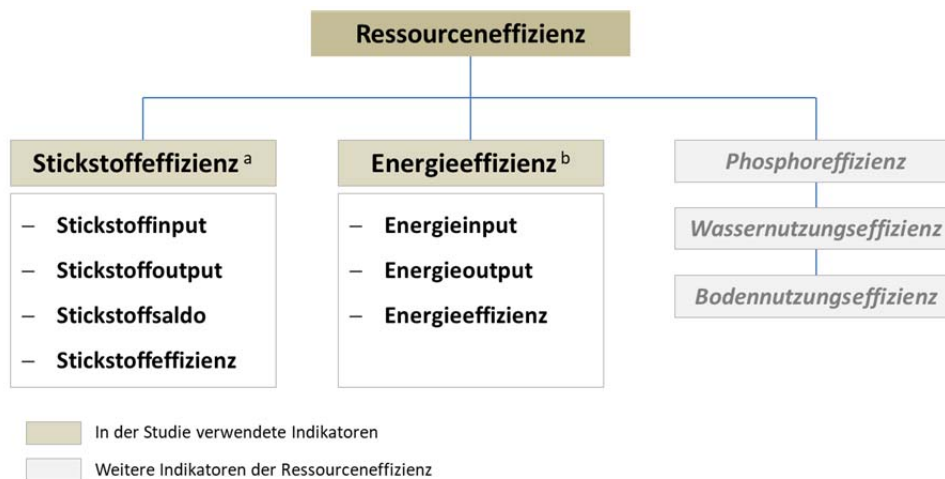 Ressourceneffizienz
Stickstoffeffizienz a
– Stickstoffinput
– Stickstoffoutput
– Stickstoffsaldo
– Stickstoffeffizienz
Energieeffizienz b
– Energieinput
– Energieoutput
– Energieeffizienz
Phosphoreffizienz
Wassernutzungseffizienz
Bodennutzungseffizienz
In der Studie verwendete Indikatoren
Weitere Indikatoren der Ressourceneffizienz